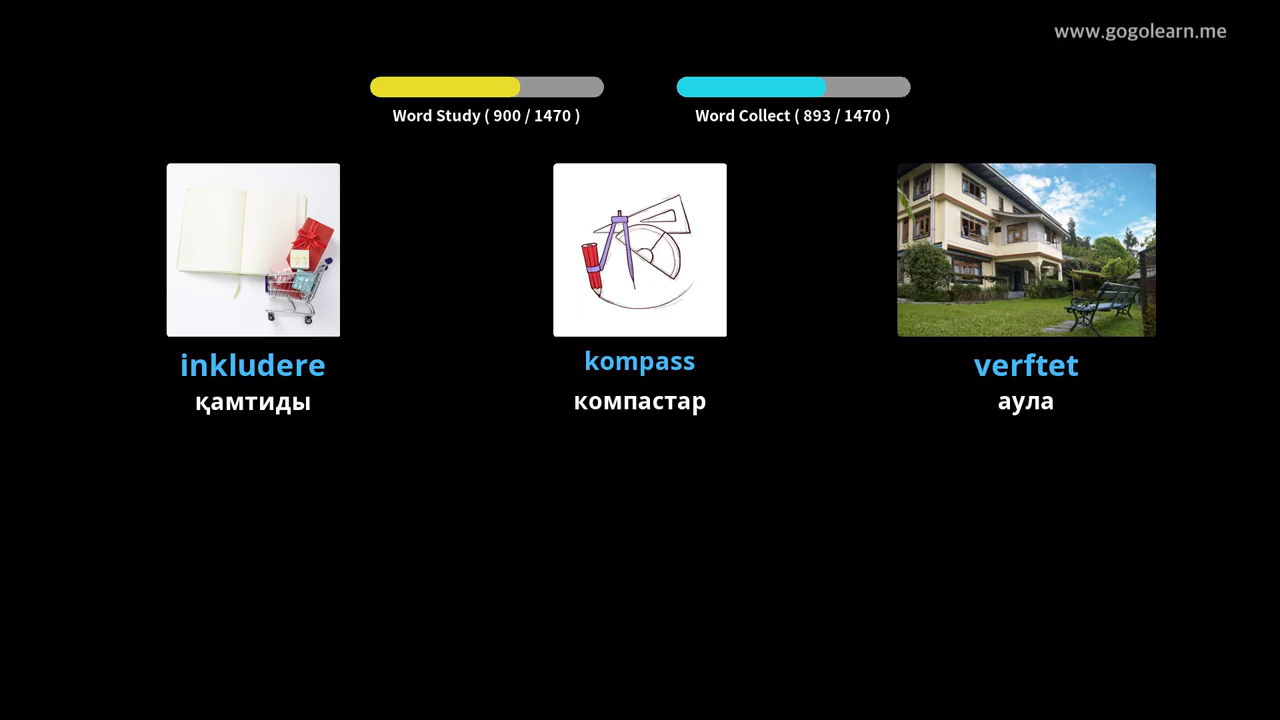 www.gogolearn.me
Word Study ( 900 / 1470 )
Word Collect ( 893 / 1470 )
inkludere
қамтиды
kompass
компастар
verftet
аула